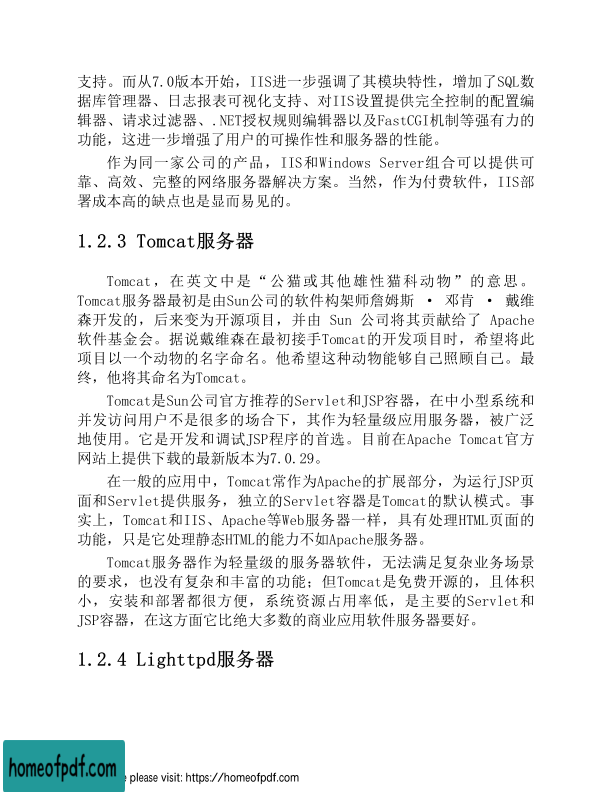 支持。而从7.0版本开始，IIS进一步强调了其模块特性，增加了SQL数
据库管理器、日志报表可视化支持、对IIS设置提供完全控制的配置编
辑器、请求过滤器、.NET授权规则编辑器以及FastCGI机制等强有力的
功能，这进一步增强了用户的可操作性和服务器的性能。
作为同一家公司的产品，IIS和Windows Server组合可以提供可
靠、高效、完整的网络服务器解决方案。当然，作为付费软件，IIS部
署成本高的缺点也是显而易见的。
1.2.3 Tomcat服务器
Tomcat，在英文中是“公猫或其他雄性猫科动物”的意思。
Tomcat服务器最初是由Sun公司的软件构架师詹姆斯 • 邓肯 • 戴维
森开发的，后来变为开源项目，并由 Sun 公司将其贡献给了 Apache
软件基金会。据说戴维森在最初接手Tomcat的开发项目时，希望将此
项目以一个动物的名字命名。他希望这种动物能够自己照顾自己。最
终，他将其命名为Tomcat。
Tomcat是Sun公司官方推荐的Servlet和JSP容器，在中小型系统和
并发访问用户不是很多的场合下，其作为轻量级应用服务器，被广泛
地使用。它是开发和调试JSP程序的首选。目前在Apache Tomcat官方
网站上提供下载的最新版本为7.0.29。
在一般的应用中，Tomcat常作为Apache的扩展部分，为运行JSP页
面和Servlet提供服务，独立的Servlet容器是Tomcat的默认模式。事
实上，Tomcat和IIS、Apache等Web服务器一样，具有处理HTML页面的
功能，只是它处理静态HTML的能力不如Apache服务器。
Tomcat服务器作为轻量级的服务器软件，无法满足复杂业务场景
的要求，也没有复杂和丰富的功能；但Tomcat是免费开源的，且体积
小，安装和部署都很方便，系统资源占用率低，是主要的Servlet和
JSP容器，在这方面它比绝大多数的商业应用软件服务器要好。
1.2.4 Lighttpd服务器
homeofpdf.com
please visit: https://homeofpdf.com